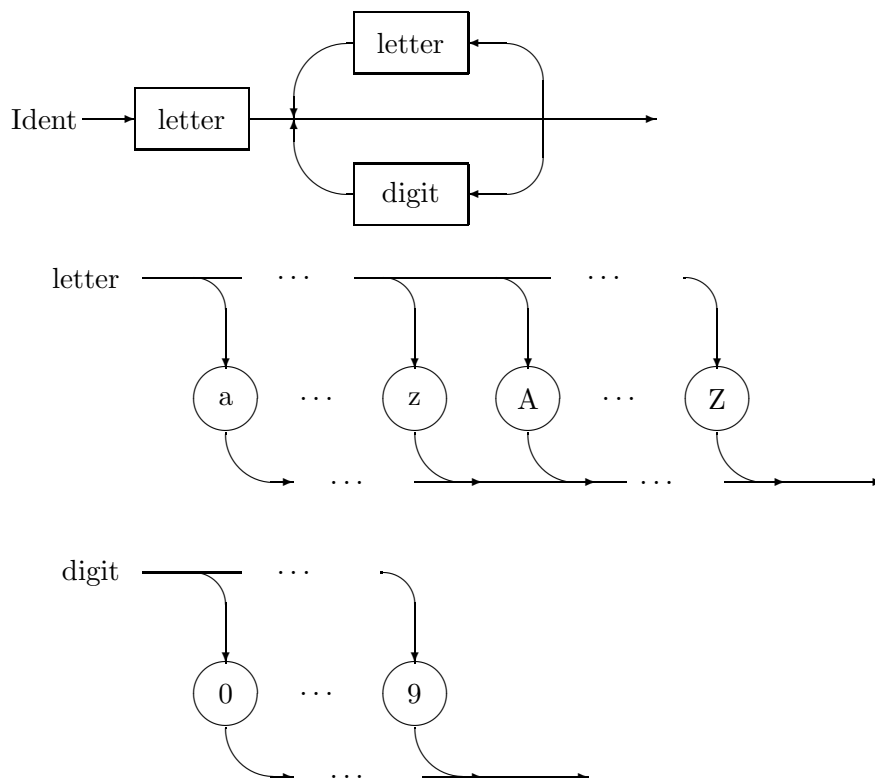 letter
Ident letter
digit
letter ... ...
a ... z A ... Z
... ...
digit ...
0 ... 9
...